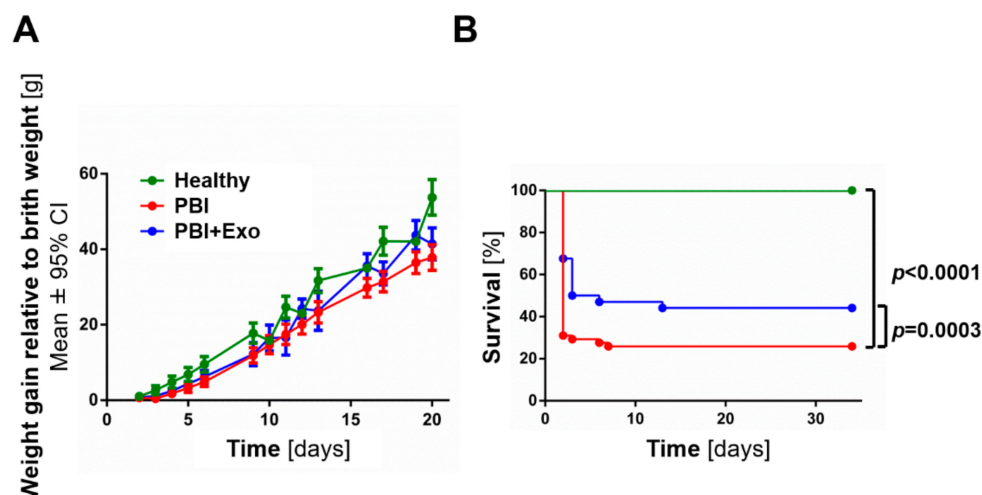 A
B
Weight gain relative to brith weight [g]
Mean ± 95% CI
60
40
20
0
Healthy
PBI
PBI+Exo
0 5 10 15 20
Time [days]
Survival [%]
100
80
60
40
20
0
0 10 20 30
Time [days]
p<0.0001
p=0.0003